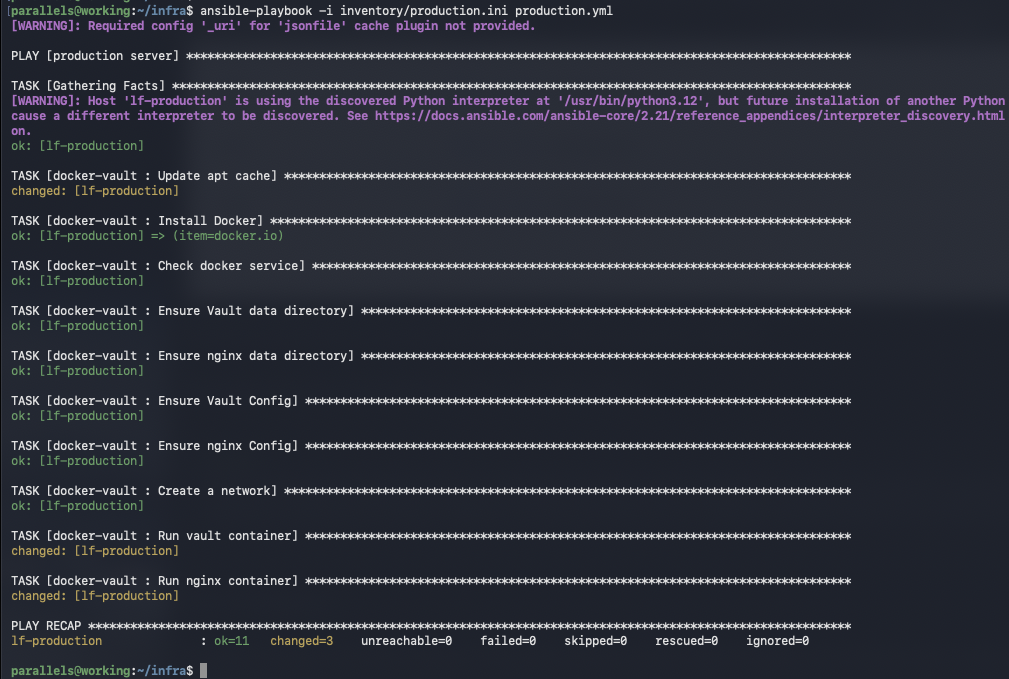 parallels@working:~/infra$ ansible-playbook -i inventory/production.ini production.yml
[WARNING]: Required config '_uri' for 'jsonfile' cache plugin not provided.
PLAY [production server] ***********************************************************************************************
TASK [Gathering Facts] *************************************************************************************************
[WARNING]: Host 'lf-production' is using the discovered Python interpreter at '/usr/bin/python3.12', but future installation of another Python
cause a different interpreter to be discovered. See https://docs.ansible.com/ansible-core/2.21/reference_appendices/interpreter_discovery.html
on.
ok: [lf-production]
TASK [docker-vault : Update apt cache] *********************************************************************************
changed: [lf-production]
TASK [docker-vault : Install Docker] ***********************************************************************************
ok: [lf-production] => (item=docker.io)
TASK [docker-vault : Check docker service] *****************************************************************************
ok: [lf-production]
TASK [docker-vault : Ensure Vault data directory] **********************************************************************
ok: [lf-production]
TASK [docker-vault : Ensure nginx data directory] **********************************************************************
ok: [lf-production]
TASK [docker-vault : Ensure Vault Config] ******************************************************************************
ok: [lf-production]
TASK [docker-vault : Ensure nginx Config] ******************************************************************************
ok: [lf-production]
TASK [docker-vault : Create a network] *********************************************************************************
ok: [lf-production]
TASK [docker-vault : Run vault container] ******************************************************************************
changed: [lf-production]
TASK [docker-vault : Run nginx container] ******************************************************************************
changed: [lf-production]
PLAY RECAP *************************************************************************************************************
lf-production              : ok=11   changed=3    unreachable=0    failed=0    skipped=0    rescued=0    ignored=0
parallels@working:~/infra$